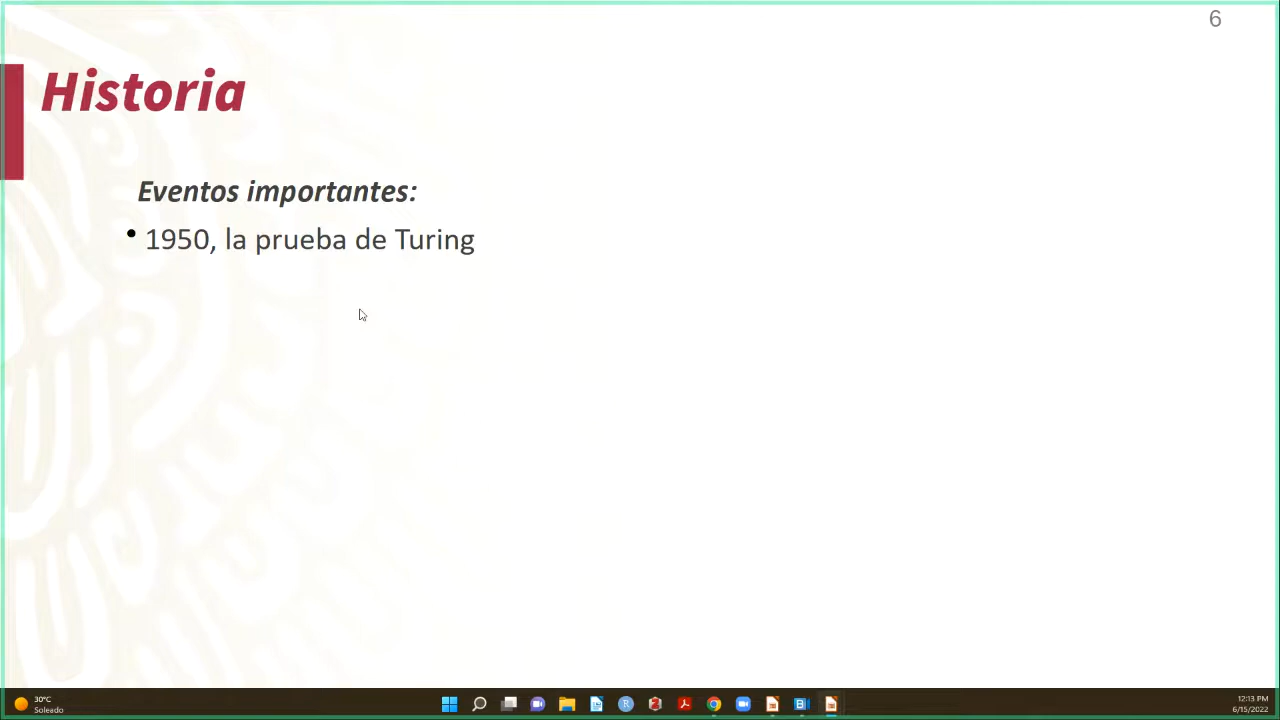 6
Historia
Eventos importantes:
• 1950, la prueba de Turing
30°C
Soleado
12:13 PM
6/15/2022